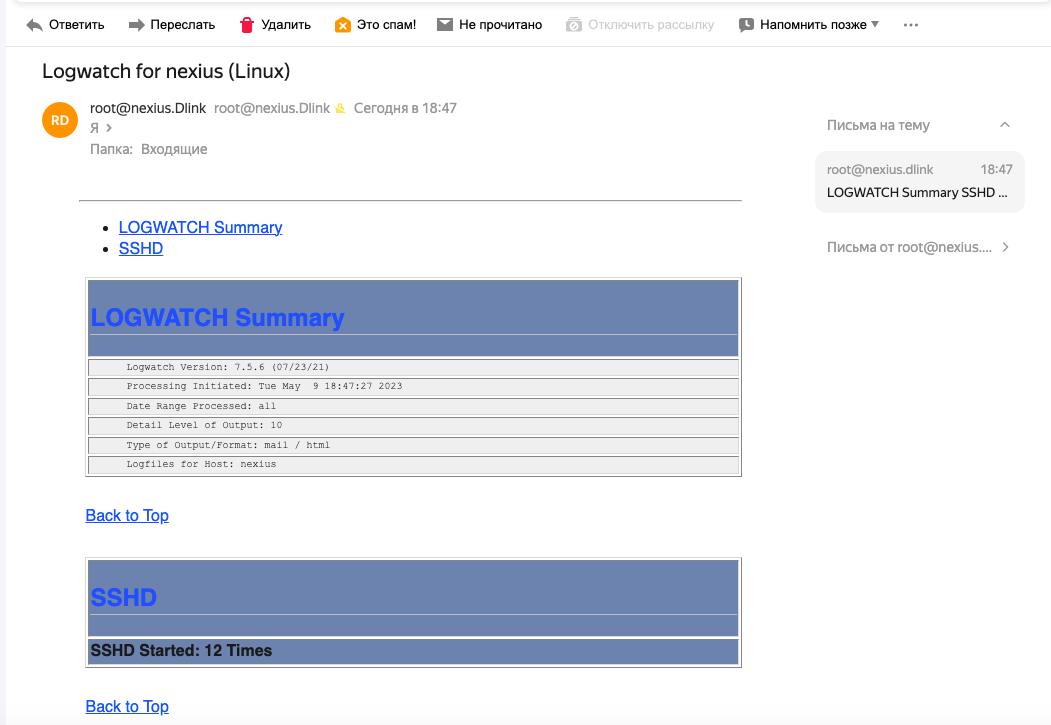 Ответить Переслать Удалить Это спам! Не прочитано Отключить рассылку Напомнить позже
Logwatch for nexius (Linux)
RD
root@nexius.Dlink root@nexius.Dlink Сегодня в 18:47
Я
Папка: Входящие
Письма на тему
root@nexius.dlink 18:47
LOGWATCH Summary SSHD ...
Письма от root@nexius....
LOGWATCH Summary
SSHD
LOGWATCH Summary
Logwatch Version: 7.5.6 (07/23/21)
Processing Initiated: Tue May  9 18:47:27 2023
Date Range Processed: all
Detail Level of Output: 10
Type of Output/Format: mail / html
Logfiles for Host: nexius
Back to Top
SSHD
SSHD Started: 12 Times
Back to Top